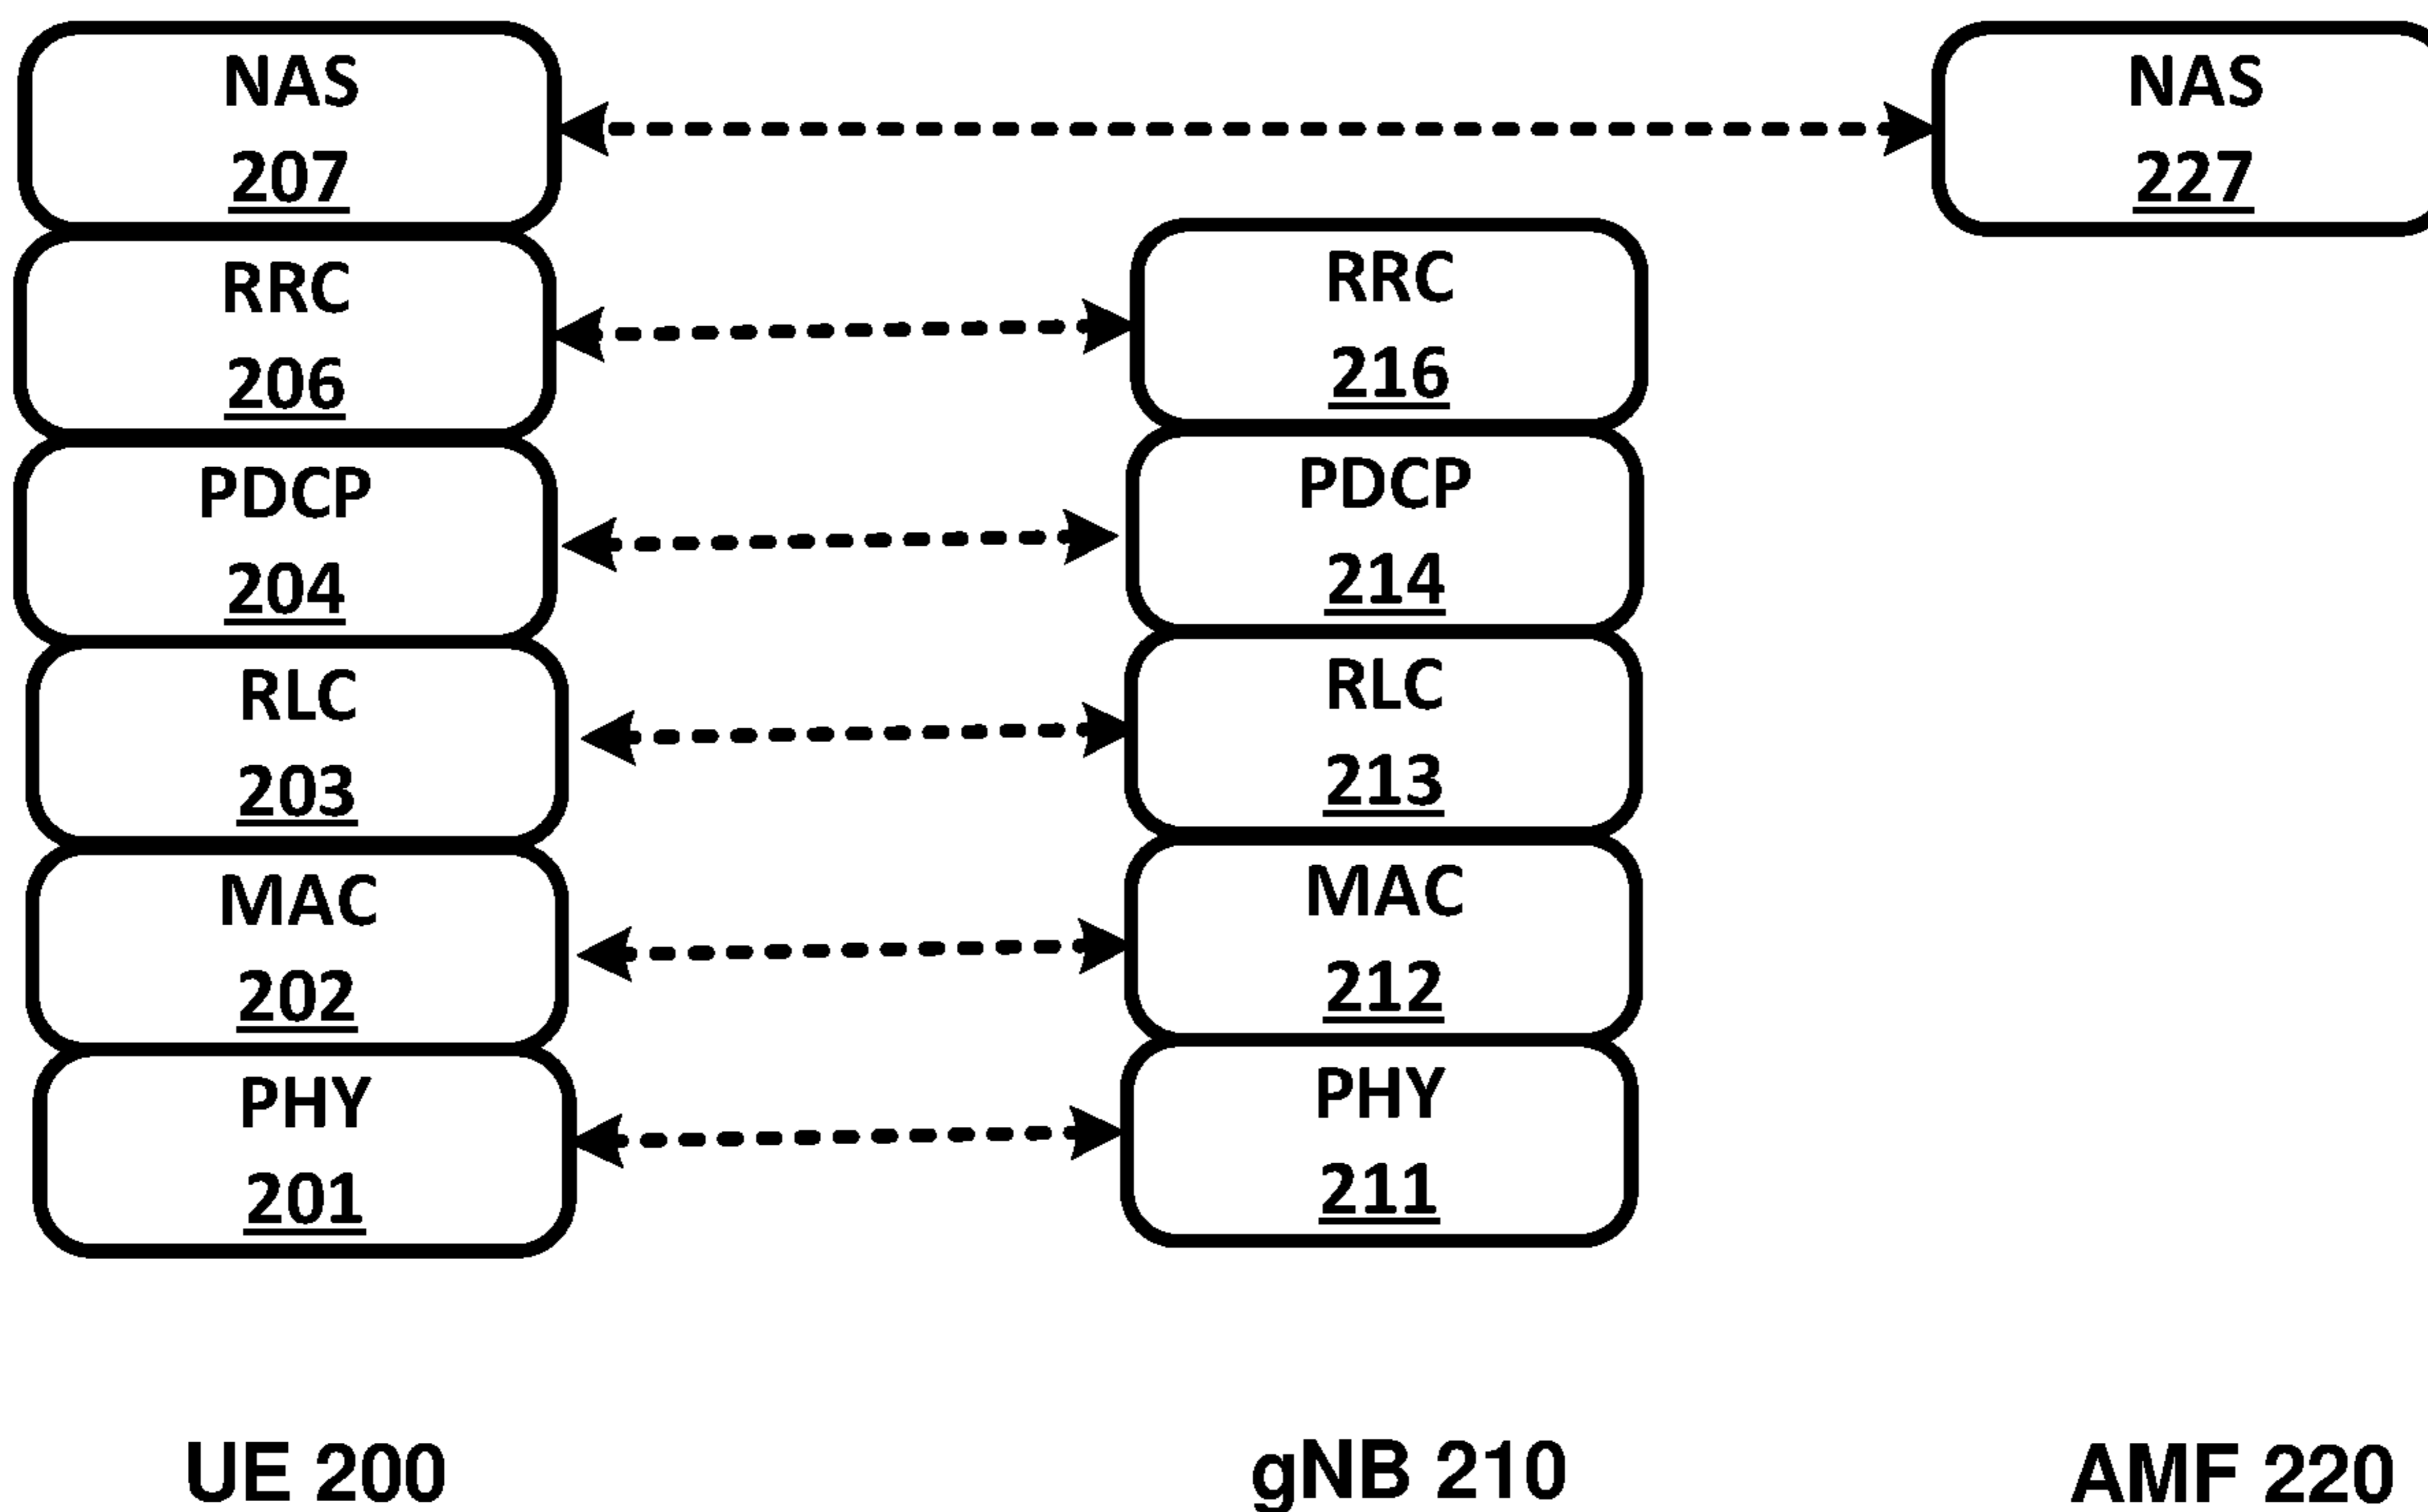 NAS
207
NAS
227
RRC
206
RRC
216
PDCP
204
PDCP
214
RLC
203
RLC
213
MAC
202
MAC
212
PHY
201
PHY
211
UE 200
gNB 210
AMF 220